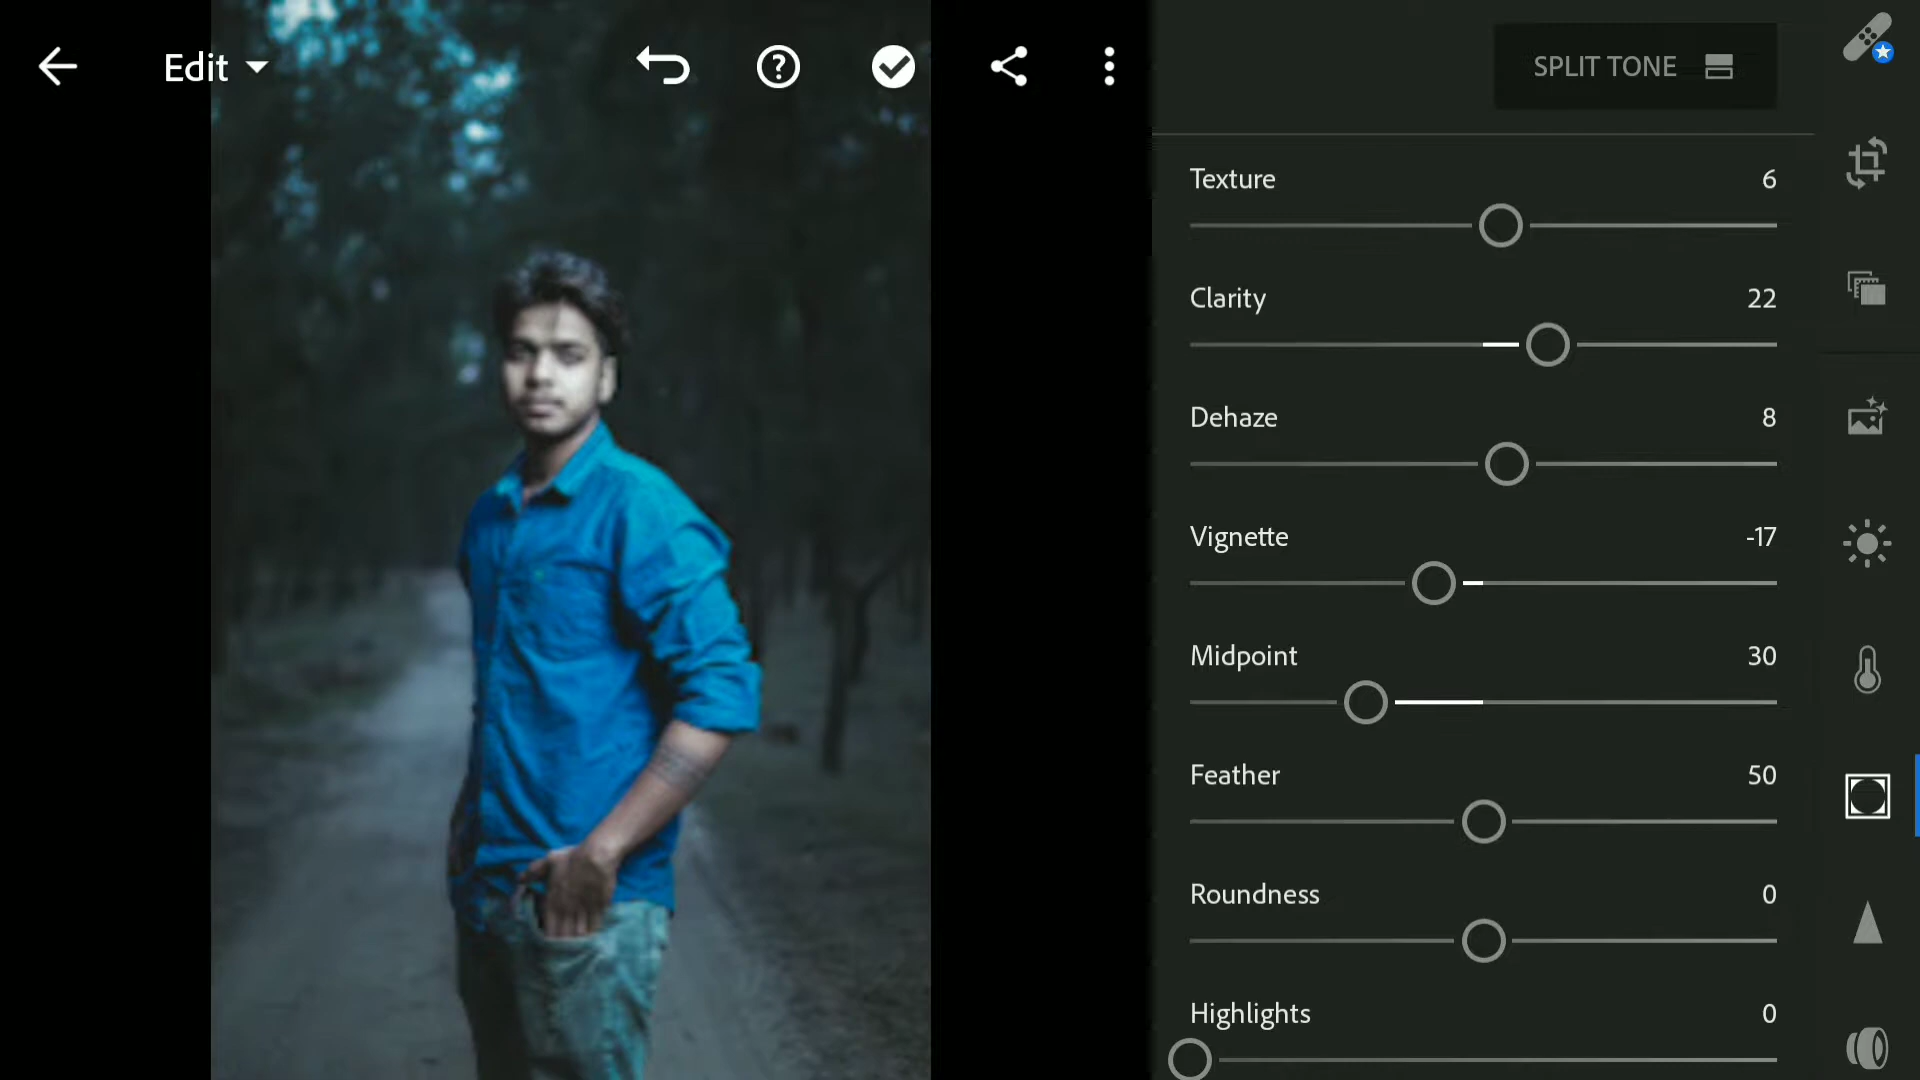 Edit
SPLIT TONE
Texture 6
Clarity 22
Dehaze 8
Vignette -17
Midpoint 30
Feather 50
Roundness 0
Highlights 0